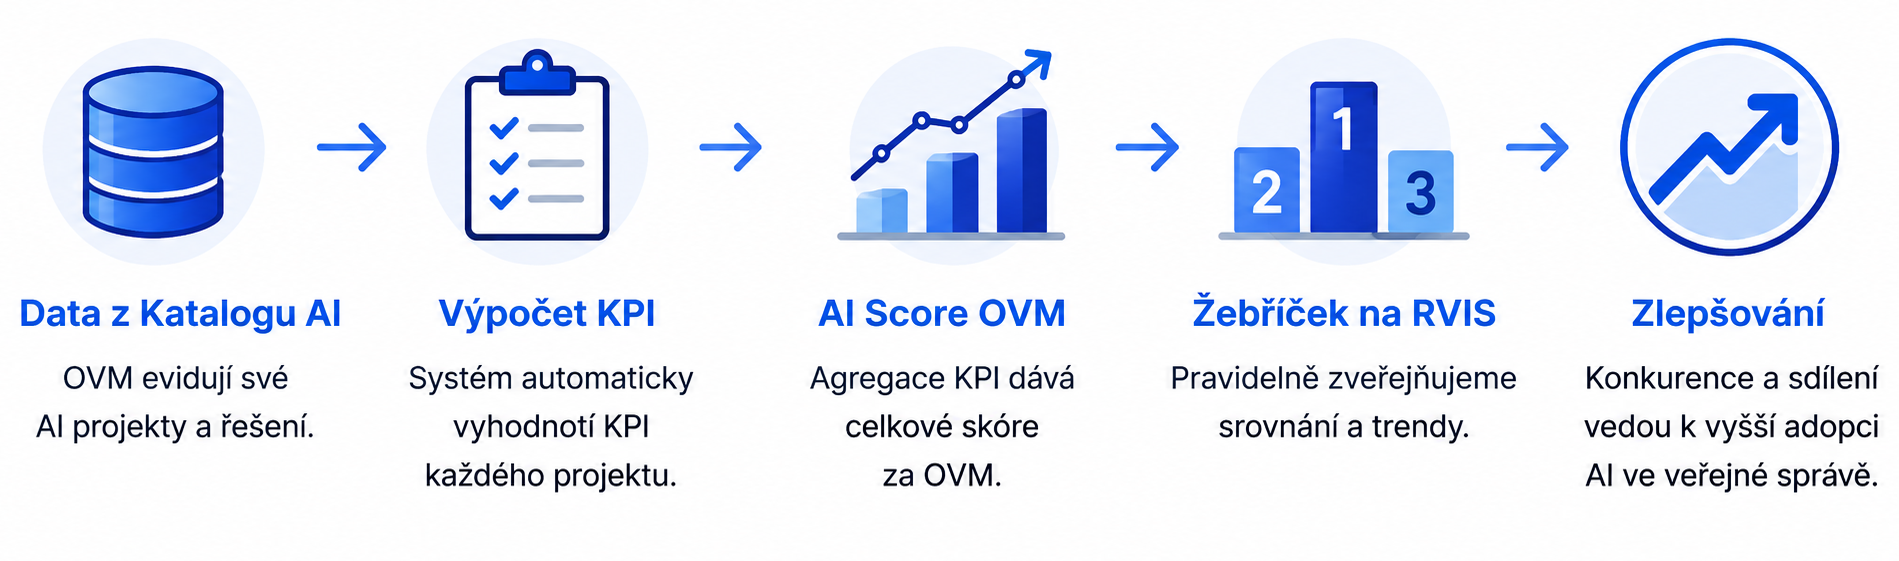 2
1
3
Data z Katalogu AI
OVM evidují své
AI projekty a řešení.
Výpočet KPI
Systém automaticky
vyhodnotí KPI
každého projektu.
AI Score OVM
Agregace KPI dává
celkové skóre
za OVM.
Žebříček na RVIS
Pravidelně zveřejňujeme
srovnání a trendy.
Zlepšování
Konkurence a sdílení
vedou k vyšší adopci
AI ve veřejné správě.